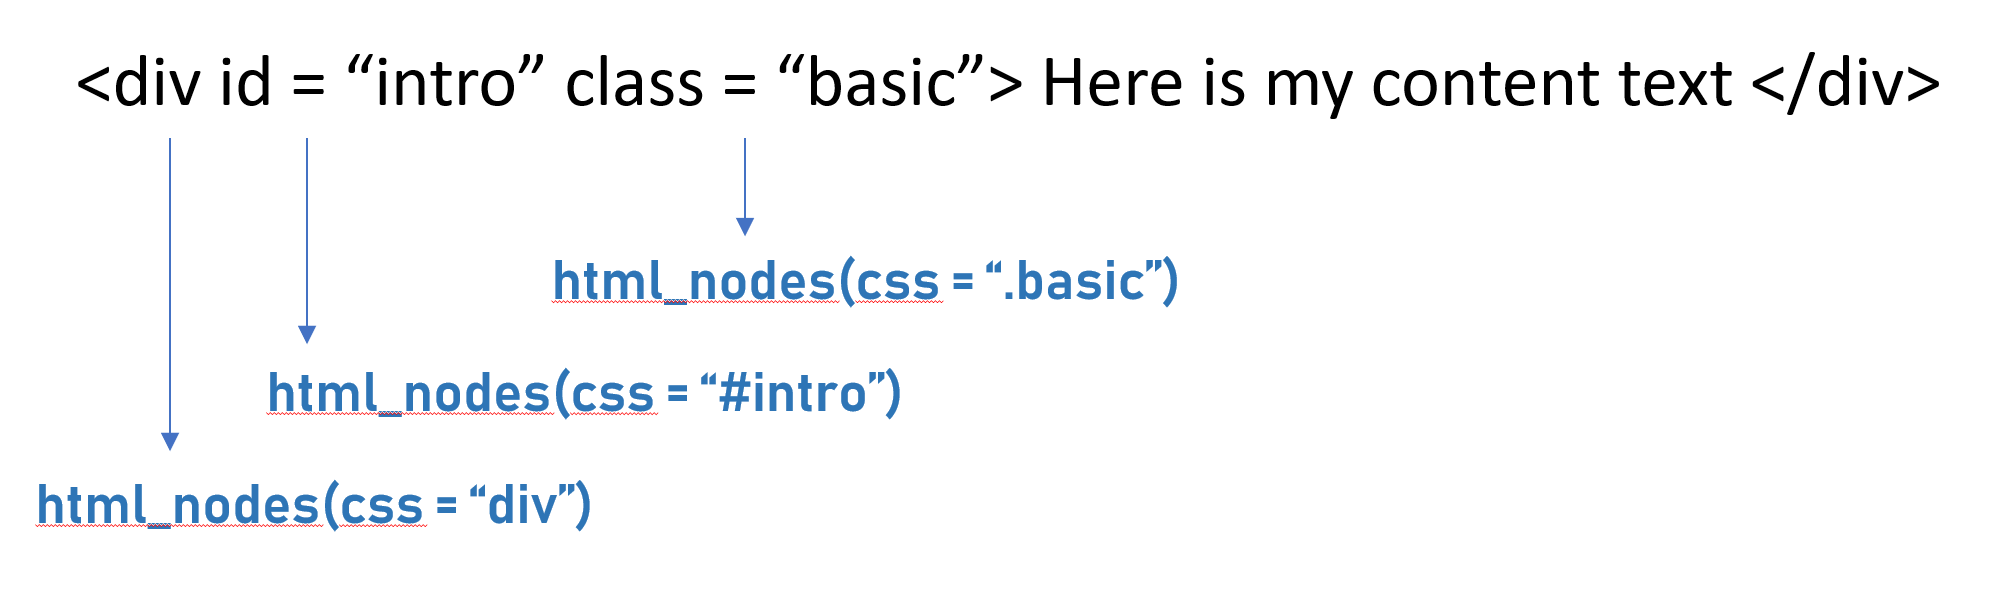 <div id = “intro” class = “basic”> Here is my content text </div>
html_nodes(css = “.basic”)
html_nodes(css = “#intro”)
html_nodes(css = “div”)